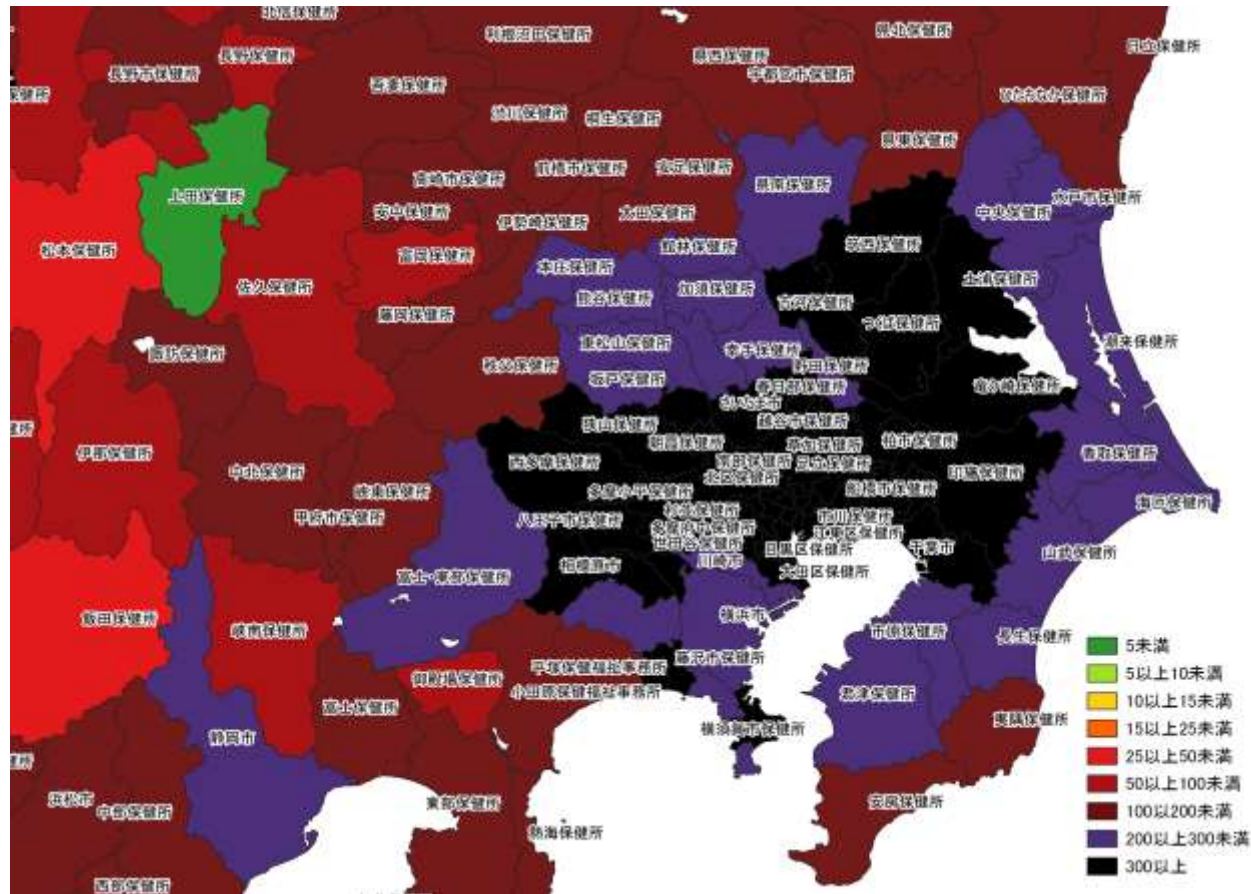 北信保健所
利根沼田保健所
県西保健所
県北保健所
日立保健所
長野保健所
長野市保健所
宇都宮市保健所
吾妻保健所
ひたちなか保健所
保健所
渋川保健所
桐生保健所
県東保健所
前橋市保健所
安足保健所
高崎市保健所
県南保健所
上田保健所
安中保健所
伊勢崎保健所
太田保健所
中央保健所
水戸市保健所
松本保健所
富岡保健所
館林保健所
筑西保健所
本庄保健所
土浦保健所
佐久保健所
熊谷保健所
加須保健所
古河保健所
藤岡保健所
つくば保健所
諏訪保健所
東松山保健所
幸手保健所
潮来保健所
秩父保健所
野田保健所
坂戸保健所
春日部保健所
竜ケ崎保健所
さいたま市
狭山保健所
越谷市保健所
健所
朝霞保健所
草加保健所
柏市保健所
伊那保健所
西多摩保健所
南部保健所
足立保健所
香取保健所
中北保健所
峡東保健所
北区保健所
印旛保健所
多摩小平保健所
船橋市保健所
海匝保健所
甲府市保健所
八王子市保健所
杉並保健所
市川保健所
多摩府中保健所
江東区保健所
世田谷保健所
目黒区保健所
千葉市
山武保健所
川崎市
相模原市
大田区保健所
富士・東部保健所
飯田保健所
横浜市
峡南保健所
市原保健所
長生保健所
藤沢市保健所
平塚保健福祉事務所
御殿場保健所
小田原保健福祉事務所
君津保健所
富士保健所
夷隅保健所
横須賀市保健所
静岡市
健所
浜松市
中部保健所
東部保健所
安房保健所
熱海保健所
西部保健所
5未満
5以上10未満
10以上15未満
15以上25未満
25以上50未満
50以上100未満
100以200未満
200以上300未満
300以上